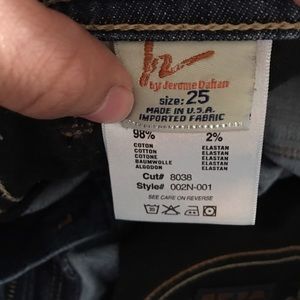 by Jerome Dahan
size: 25
MADE IN U.S.A.
IMPORTED FABRIC
98% 2%
COTON ELASTAN
COTTON ELASTAN
COTONE ELASTAN
BAUMWOLLE ELASTAN
ALGODON ELASTAN
Cut# 8038
Style# 002N-001
SEE CARE ON REVERSE